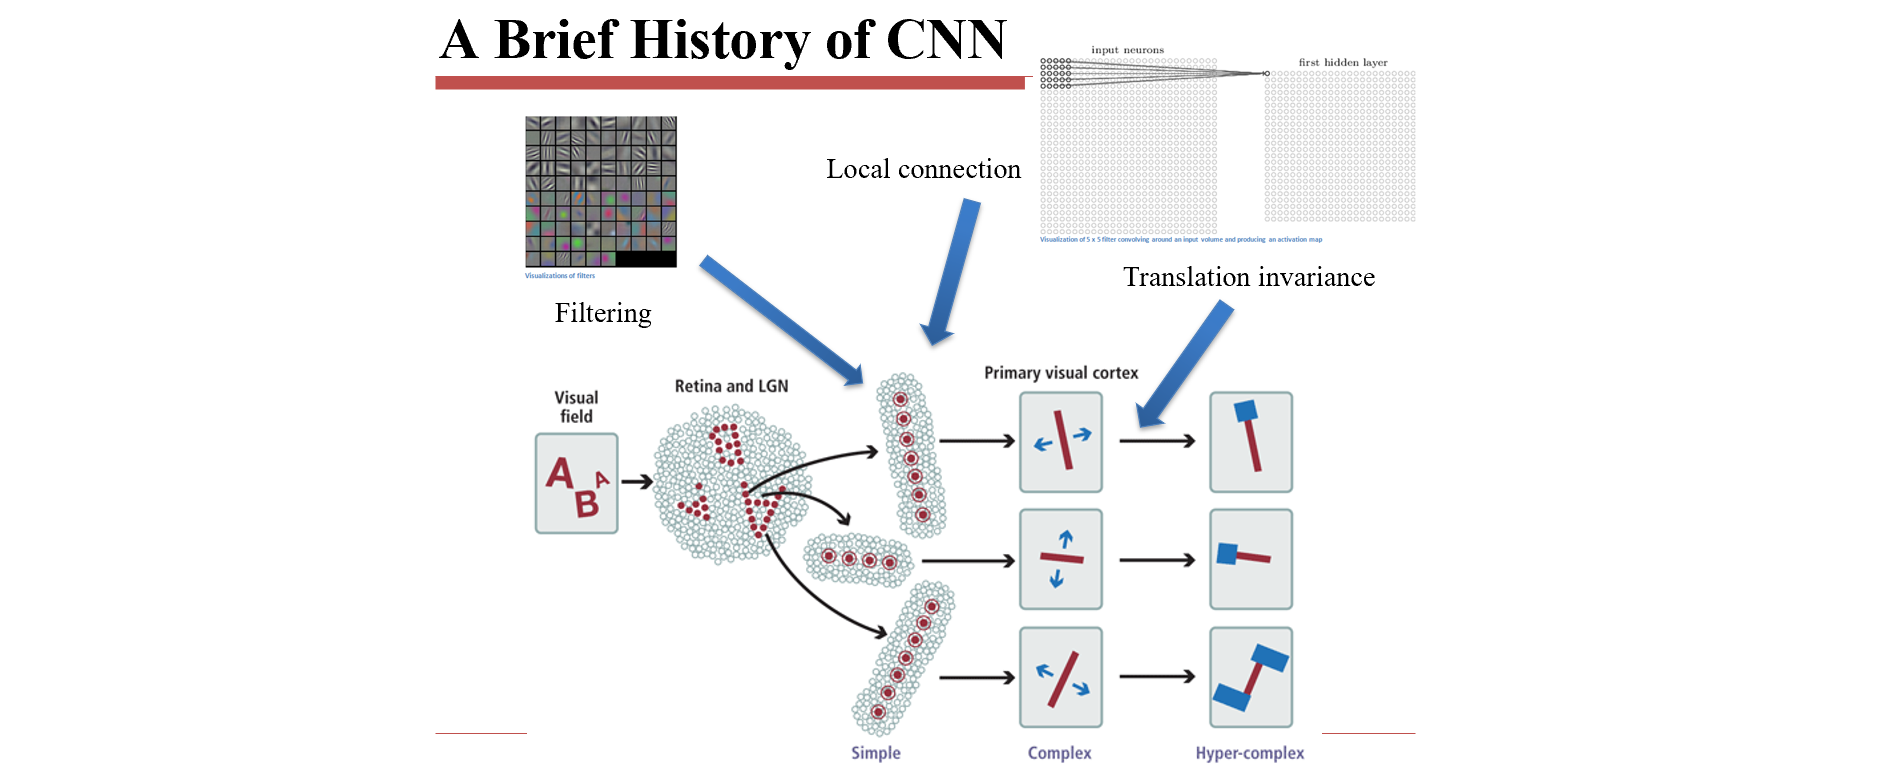 A Brief History of CNN
input neurons
first hidden layer
Visualization of 5 x 5 filter convolving around an input volume and producing an activation map
Local connection
Visualizations of filters
Filtering
Translation invariance
Visual
field
Retina and LGN
Primary visual cortex
A
A
B
Simple
Complex
Hyper-complex